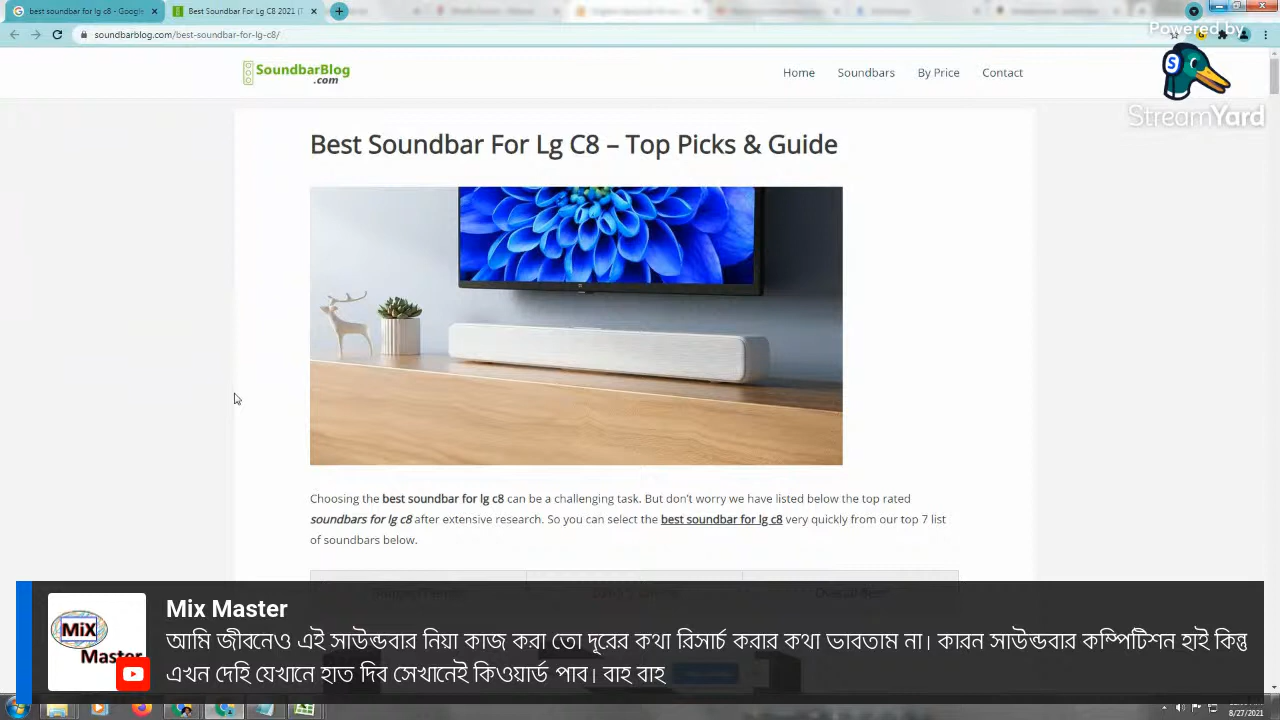 best soundbar for lg c8 - Google
Best Soundbar For Lg C8 2021 (T
soundbarblog.com/best-soundbar-for-lg-c8/
Powered by
StreamYard
SoundbarBlog
.com
Home Soundbars By Price Contact
Best Soundbar For Lg C8 – Top Picks & Guide
Choosing the best soundbar for lg c8 can be a challenging task. But don't worry we have listed below the top rated
soundbars for lg c8 after extensive research. So you can select the best soundbar for lg c8 very quickly from our top 7 list
of soundbars below.
MiX
Master
Mix Master
আমি জীবনেও এই সাউন্ডবার নিয়া কাজ করা তো দূরের কথা রিসার্চ করার কথা ভাবতাম না। কারন সাউন্ডবার কম্পিটিশন হাই কিন্তু
এখন দেহি যেখানে হাত দিব সেখানেই কিওয়ার্ড পাব। বাহ বাহ
8/27/2021